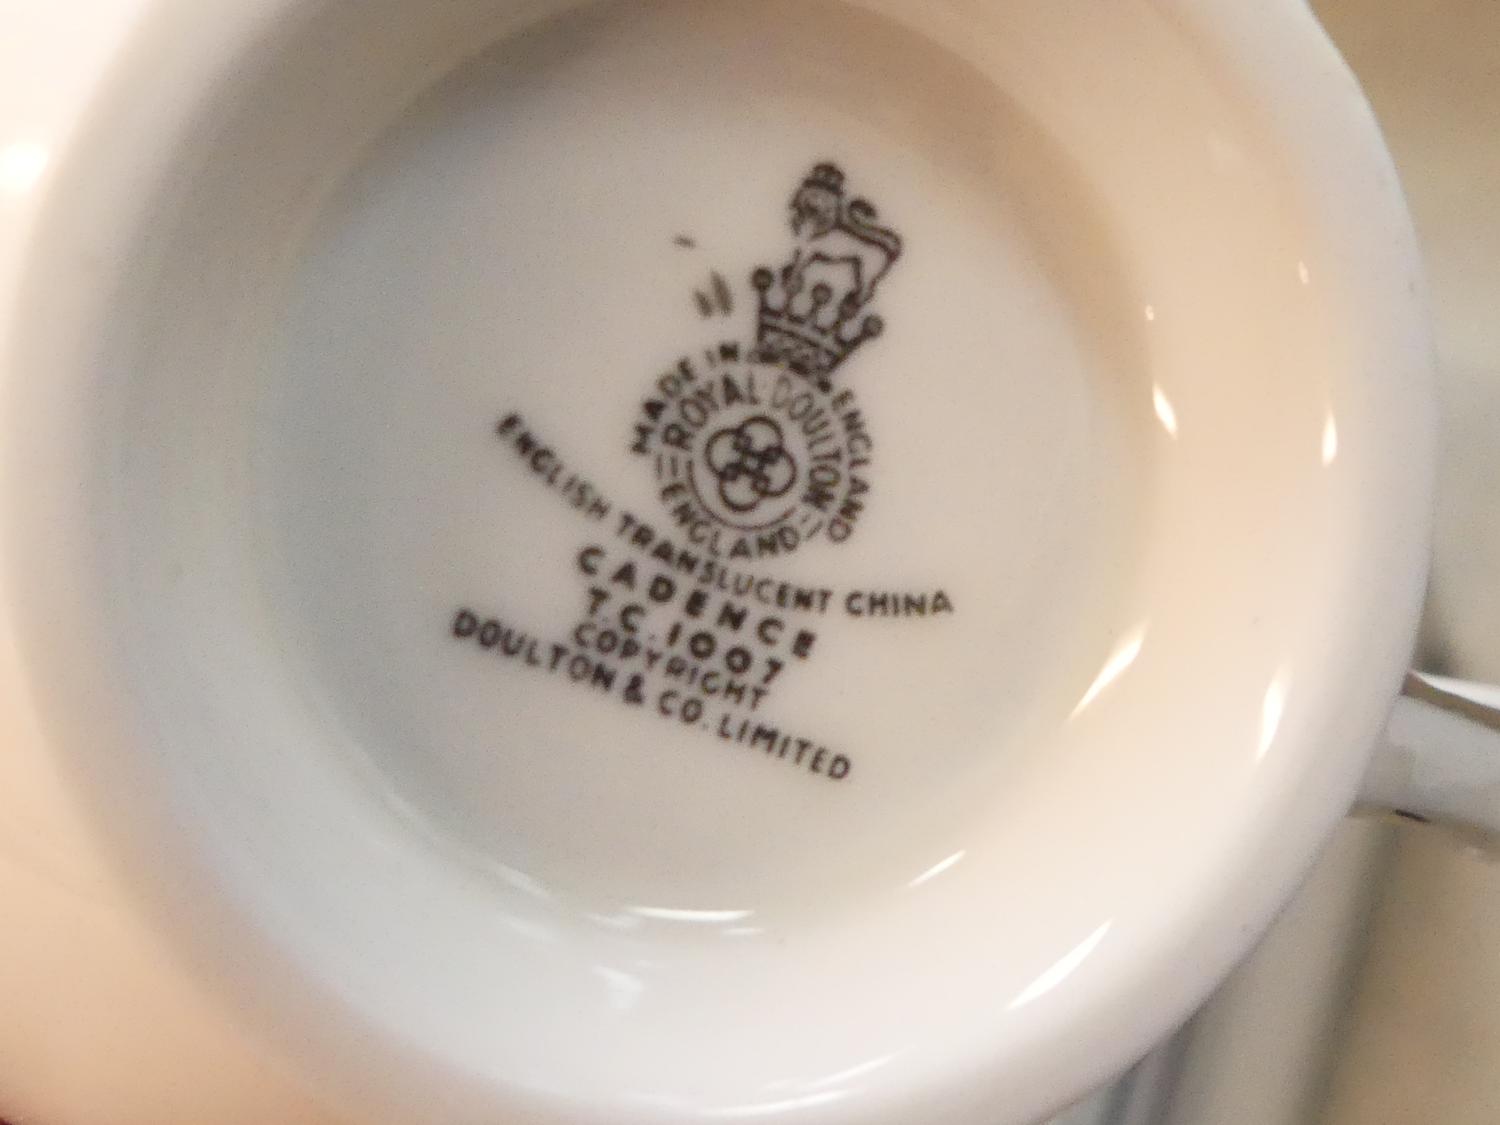 MADE IN ENGLAND
ROYAL DOULTON
ENGLAND
ENGLISH TRANSLUCENT CHINA
CADENCE
T.C.1007
COPYRIGHT
DOULTON & CO. LIMITED